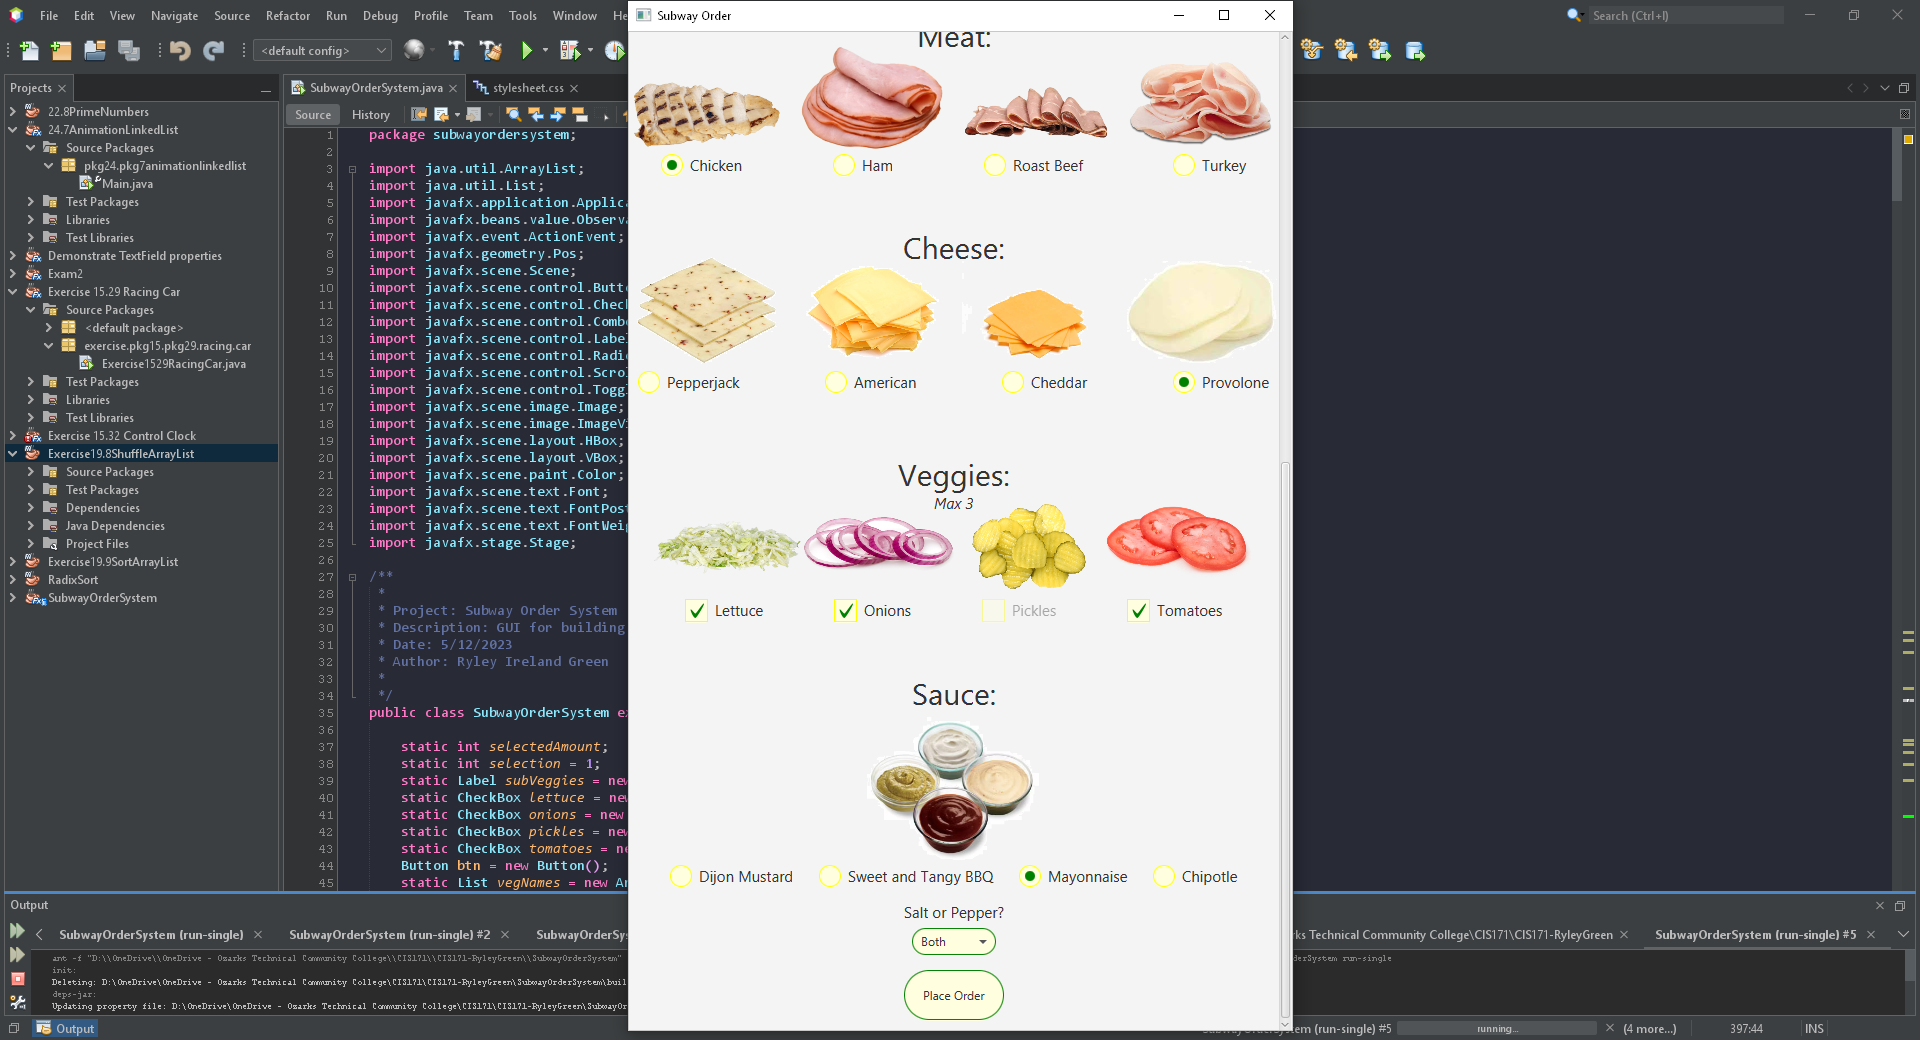 File Edit View Navigate Source Refactor Run Debug Profile Team Tools Window He
Subway Order
Search (Ctrl+I)
<default config>
Projects
SubwayOrderSystem.java
stylesheet.css
Source History
22.8PrimeNumbers
24.7AnimationLinkedList
Source Packages
pkg24.pkg7animationlinkedlist
Main.java
Test Packages
Libraries
Test Libraries
Demonstrate TextField properties
Exam2
Exercise 15.29 Racing Car
Source Packages
<default package>
exercise.pkg15.pkg29.racing.car
Exercise1529RacingCar.java
Test Packages
Libraries
Test Libraries
Exercise 15.32 Control Clock
Exercise19.8ShuffleArrayList
Source Packages
Test Packages
Dependencies
Java Dependencies
Project Files
Exercise19.9SortArrayList
RadixSort
SubwayOrderSystem
1 package subwayordersystem;
2
3 import java.util.ArrayList;
4 import java.util.List;
5 import javafx.application.Applica
6 import javafx.beans.value.Observa
7 import javafx.event.ActionEvent;
8 import javafx.geometry.Pos;
9 import javafx.scene.Scene;
10 import javafx.scene.control.Butto
11 import javafx.scene.control.Check
12 import javafx.scene.control.Combo
13 import javafx.scene.control.Label
14 import javafx.scene.control.Radio
15 import javafx.scene.control.Scrol
16 import javafx.scene.control.Toggl
17 import javafx.scene.image.Image;
18 import javafx.scene.image.ImageVi
19 import javafx.scene.layout.HBox;
20 import javafx.scene.layout.VBox;
21 import javafx.scene.paint.Color;
22 import javafx.scene.text.Font;
23 import javafx.scene.text.FontPost
24 import javafx.scene.text.FontWeig
25 import javafx.stage.Stage;
26
27 /**
28 *
29 * Project: Subway Order System
30 * Description: GUI for building
31 * Date: 5/12/2023
32 * Author: Ryley Ireland Green
33 *
34 */
35 public class SubwayOrderSystem ex
36
37 static int selectedAmount;
38 static int selection = 1;
39 static Label subVeggies = new
40 static CheckBox lettuce = new
41 static CheckBox onions = new
42 static CheckBox pickles = new
43 static CheckBox tomatoes = ne
44 Button btn = new Button();
45 static List vegNames = new Ar
Meat:
Chicken Ham Roast Beef Turkey
Cheese:
Pepperjack American Cheddar Provolone
Veggies:
Max 3
Lettuce Onions Pickles Tomatoes
Sauce:
Dijon Mustard Sweet and Tangy BBQ Mayonnaise Chipotle
Salt or Pepper?
Both
Place Order
Output
SubwayOrderSystem (run-single) SubwayOrderSystem (run-single) #2 SubwayOrderSy
rks Technical Community College\CIS171\CIS171-RyleyGreen SubwayOrderSystem (run-single) #5
ant -f "D:\\OneDrive\\OneDrive - Ozarks Technical Community College\\CIS171\\CIS171-RyleyGreen\\SubwayOrderSystem"
derSystem run-single
init:
Deleting: D:\OneDrive\OneDrive - Ozarks Technical Community College\CIS171\CIS171-RyleyGreen\SubwayOrderSystem\buil
deps-jar:
Updating property file: D:\OneDrive\OneDrive - Ozarks Technical Community College\CIS171\CIS171-RyleyGreen\SubwayOr
Output
SubwayOrderSystem (run-single) #5 running... (4 more...) 397:44 INS